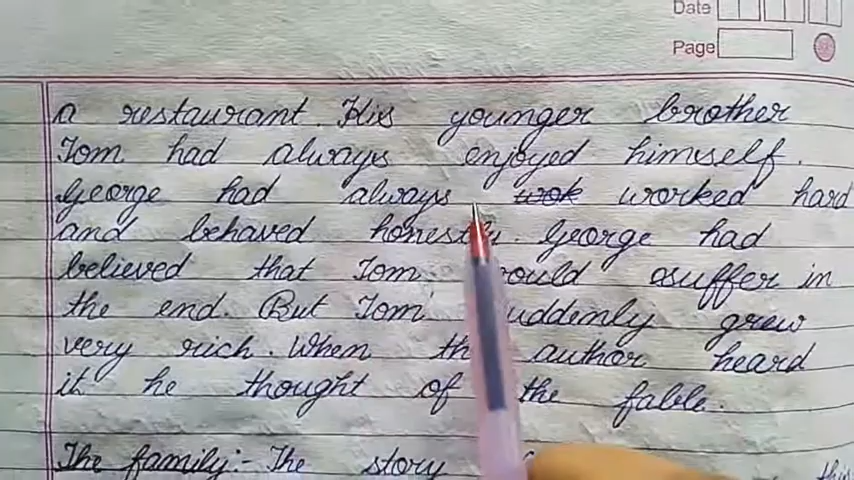 Date
Page
a restaurant. His younger brother
Tom had always enjoyed himself.
George had always worked hard
and behaved honestly. George had
believed that Tom would suffer in
the end. But Tom suddenly grew
very rich. When the author heard
it he thought of the fable.
The family:- The story